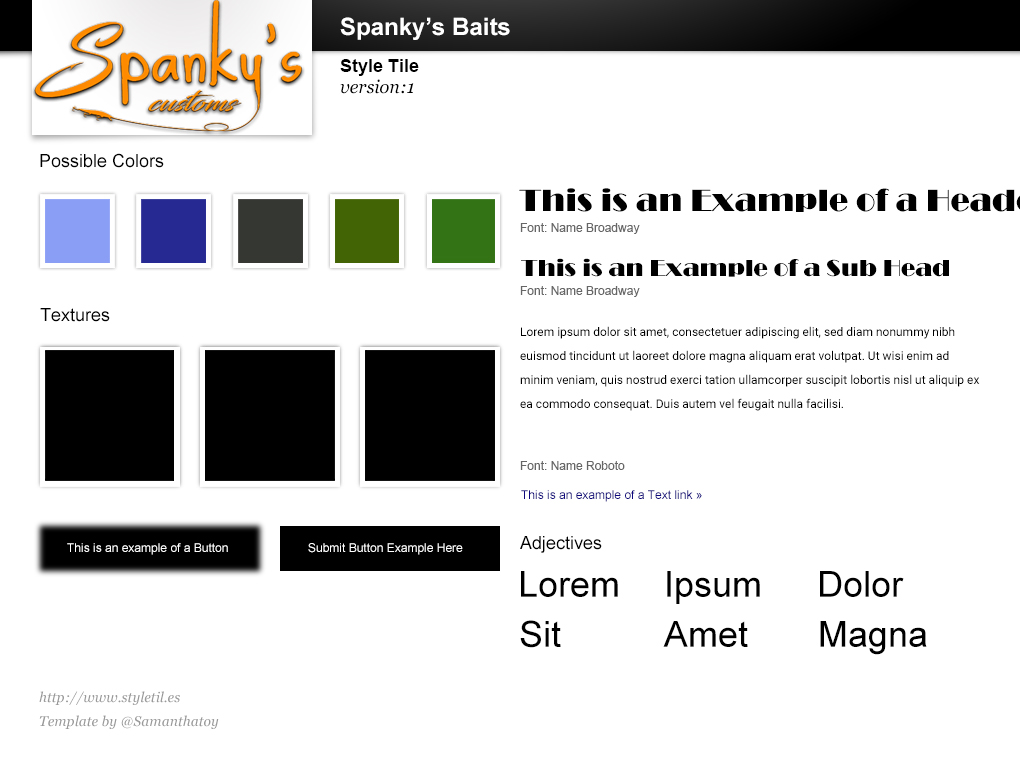 Spanky's
customs
Spanky’s Baits
Style Tile
version:1
Possible Colors
Textures
This is an example of a Button
Submit Button Example Here
This is an Example of a Head
Font: Name Broadway
This is an Example of a Sub Head
Font: Name Broadway
Lorem ipsum dolor sit amet, consectetuer adipiscing elit, sed diam nonummy nibh
euismod tincidunt ut laoreet dolore magna aliquam erat volutpat. Ut wisi enim ad
minim veniam, quis nostrud exerci tation ullamcorper suscipit lobortis nisl ut aliquip ex
ea commodo consequat. Duis autem vel feugait nulla facilisi.
Font: Name Roboto
This is an example of a Text link »
Adjectives
Lorem Ipsum Dolor
Sit Amet Magna
http://www.styletil.es
Template by @Samanthatoy